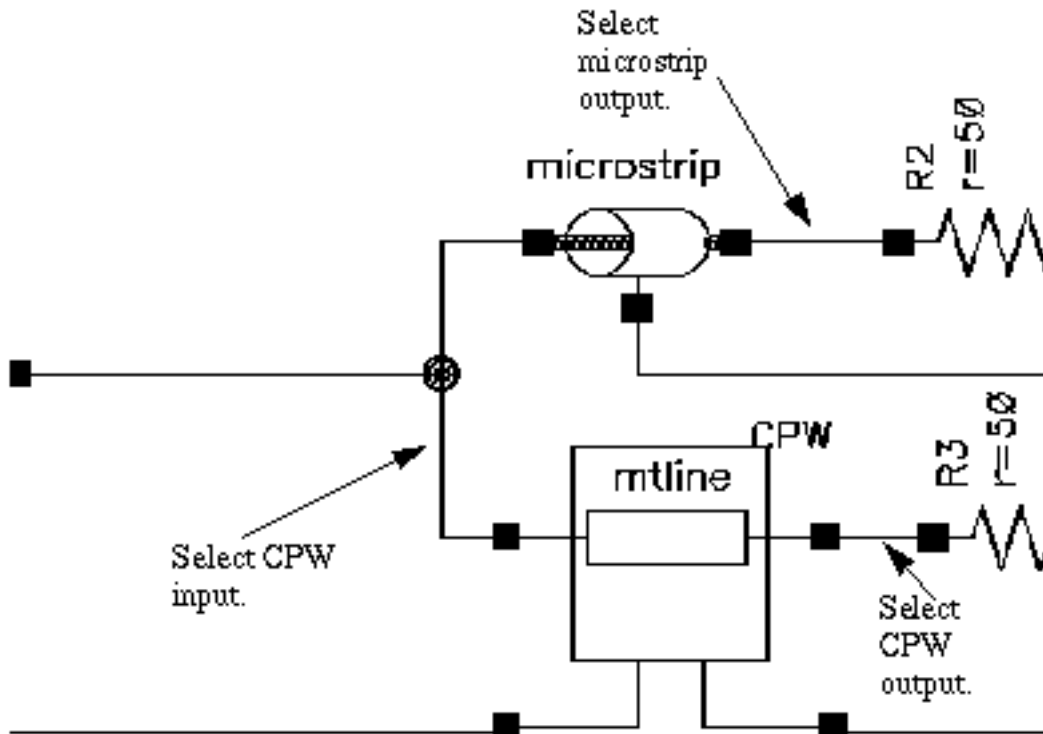 Select
microstrip
output.
microstrip
R2
r=50
CPW
mtline
R3
r=50
Select CPW
input.
Select
CPW
output.